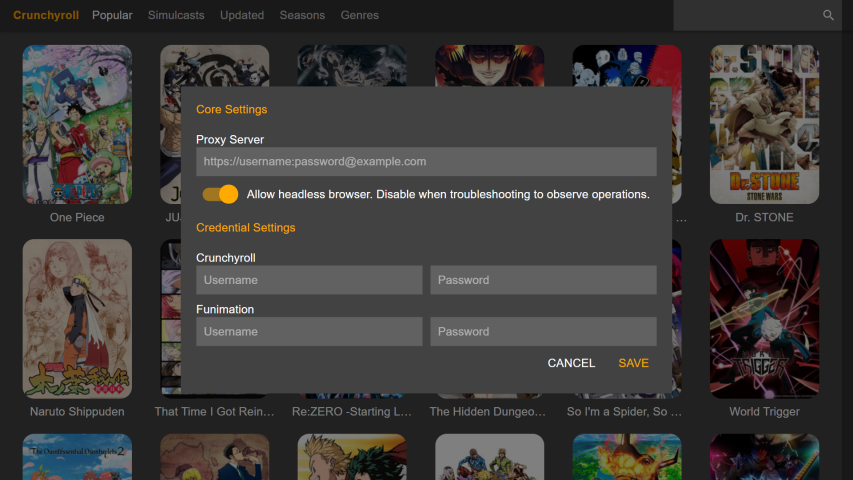 Crunchyroll Popular Simulcasts Updated Seasons Genres
Core Settings
Proxy Server
https://username:password@example.com
Allow headless browser. Disable when troubleshooting to observe operations.
Credential Settings
Crunchyroll
Username Password
Funimation
Username Password
CANCEL SAVE
Dr.STONE
STONE WARS
One Piece
JU
...
Dr. STONE
TRIGGER
Naruto Shippuden
That Time I Got Rein...
Re:ZERO -Starting L...
The Hidden Dungeo...
So I'm a Spider, So ...
World Trigger
The Quintessential Quintuplets 2